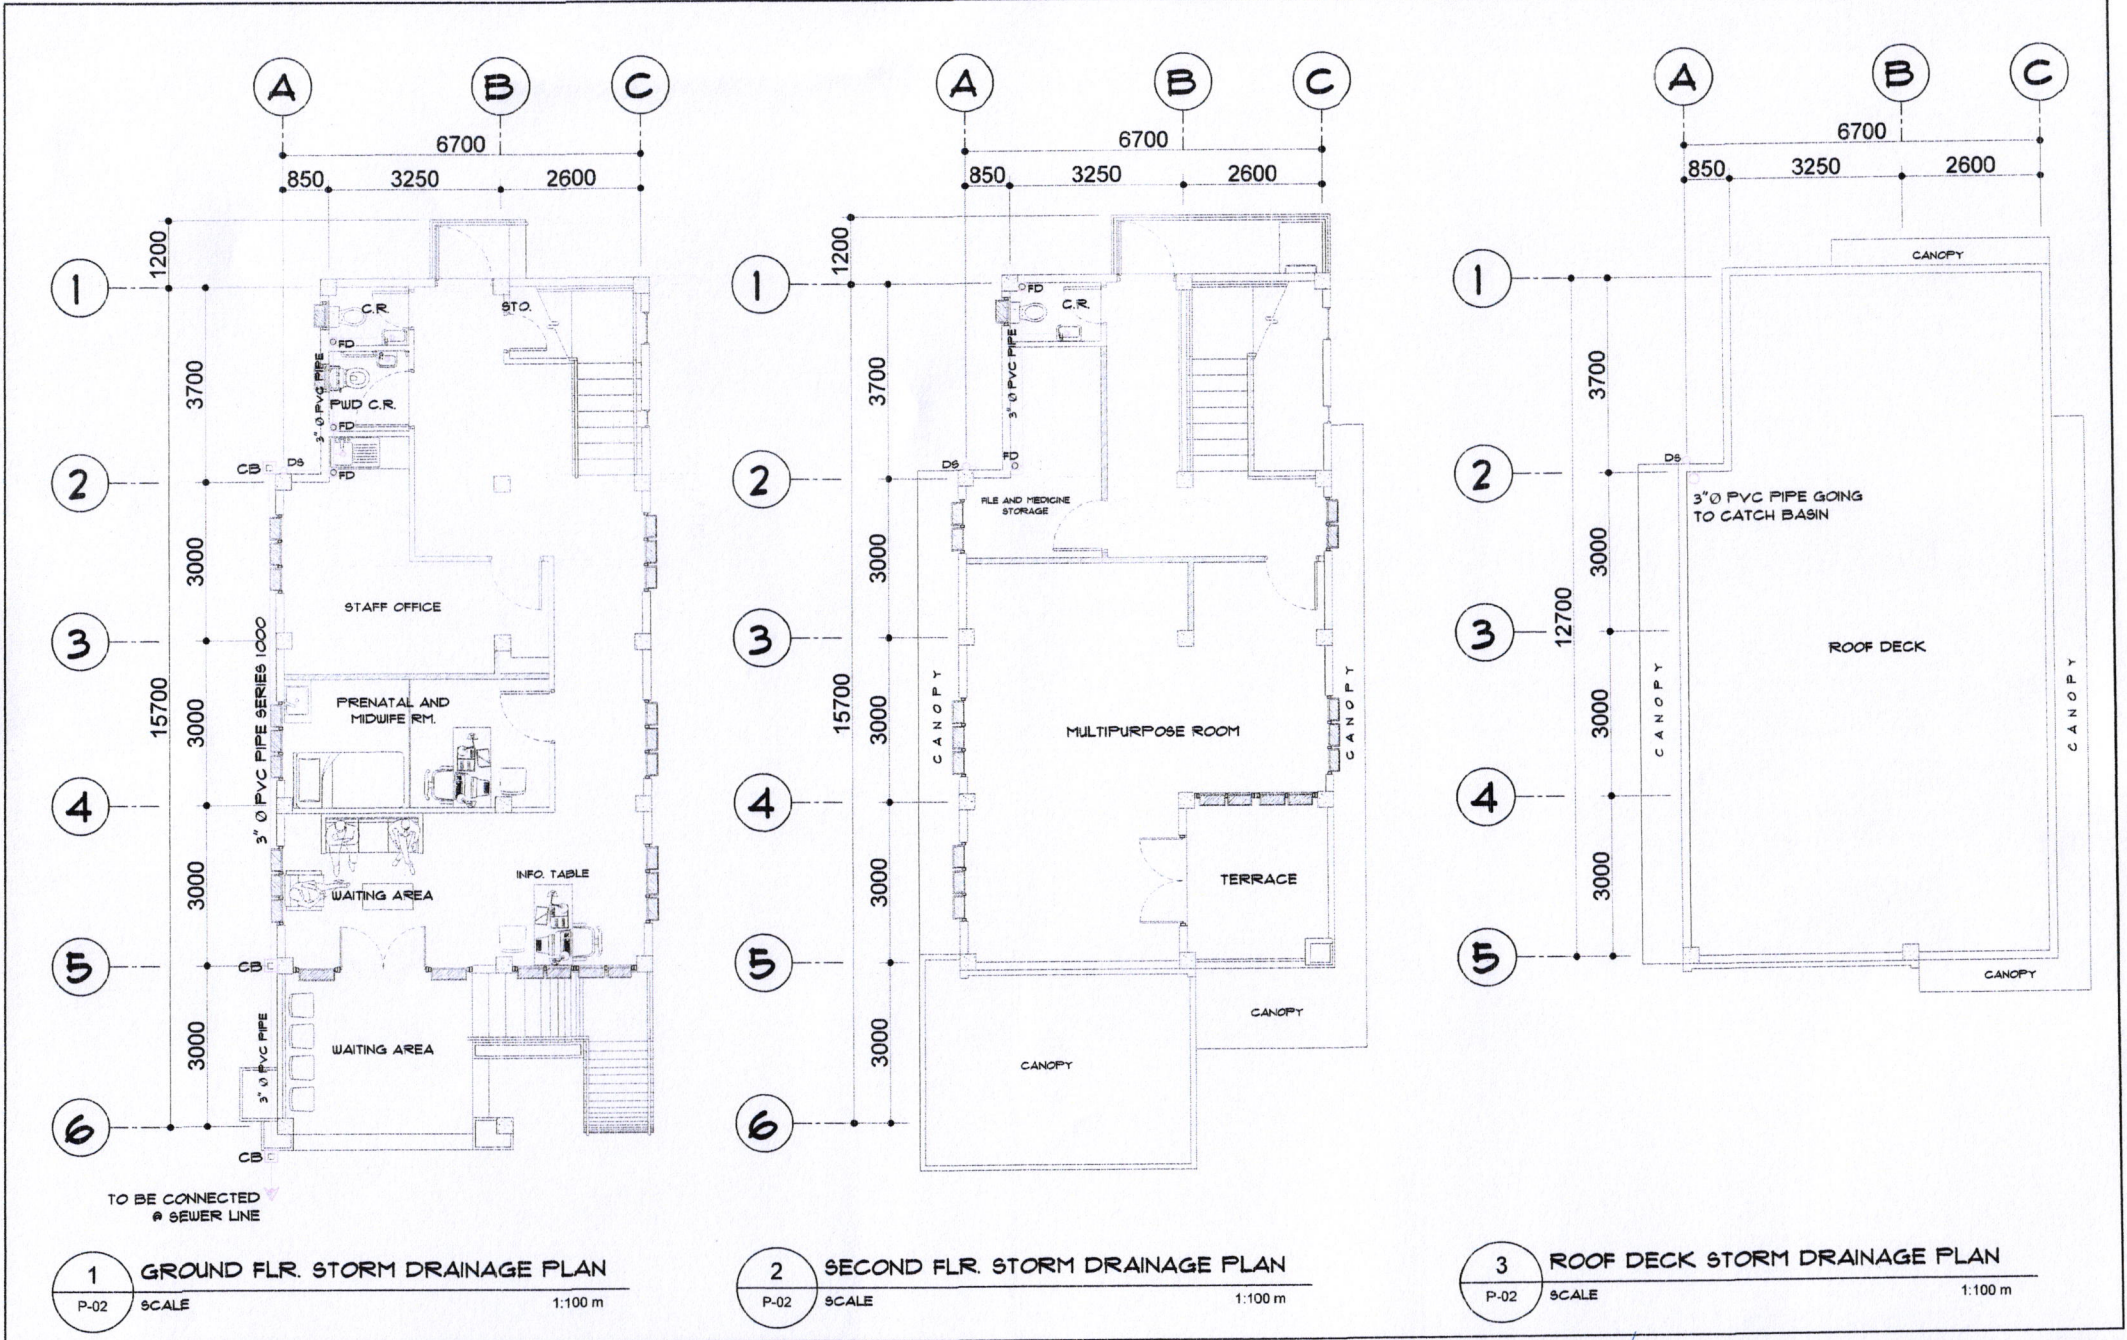 A B C
6700
850 3250 2600
1200
1
C.R.
STO.
FD
3" Ø PVC PIPE
3700
PWD C.R.
FD
CB
DS
FD
2
3000
STAFF OFFICE
3
3" Ø PVC PIPE SERIES 1000
15700
3000
PRENATAL AND
MIDWIFE RM.
4
3000
INFO. TABLE
WAITING AREA
5
CB
3" Ø PVC PIPE
3000
WAITING AREA
6
CB
TO BE CONNECTED
@ SEWER LINE
1
P-02
GROUND FLR. STORM DRAINAGE PLAN
SCALE 1:100 m
A B C
6700
850 3250 2600
1200
1
FD
C.R.
3" Ø PVC PIPE
3700
FD
DS
2
FILE AND MEDICINE
STORAGE
3000
3
CANOPY
15700
3000
MULTIPURPOSE ROOM
CANOPY
4
3000
TERRACE
5
CANOPY
3000
CANOPY
6
2
P-02
SECOND FLR. STORM DRAINAGE PLAN
SCALE 1:100 m
A B C
6700
850 3250 2600
CANOPY
1
3700
DS
2
3"Ø PVC PIPE GOING
TO CATCH BASIN
3000
12700
3
ROOF DECK
CANOPY
3000
CANOPY
4
3000
5
CANOPY
3
P-02
ROOF DECK STORM DRAINAGE PLAN
SCALE 1:100 m